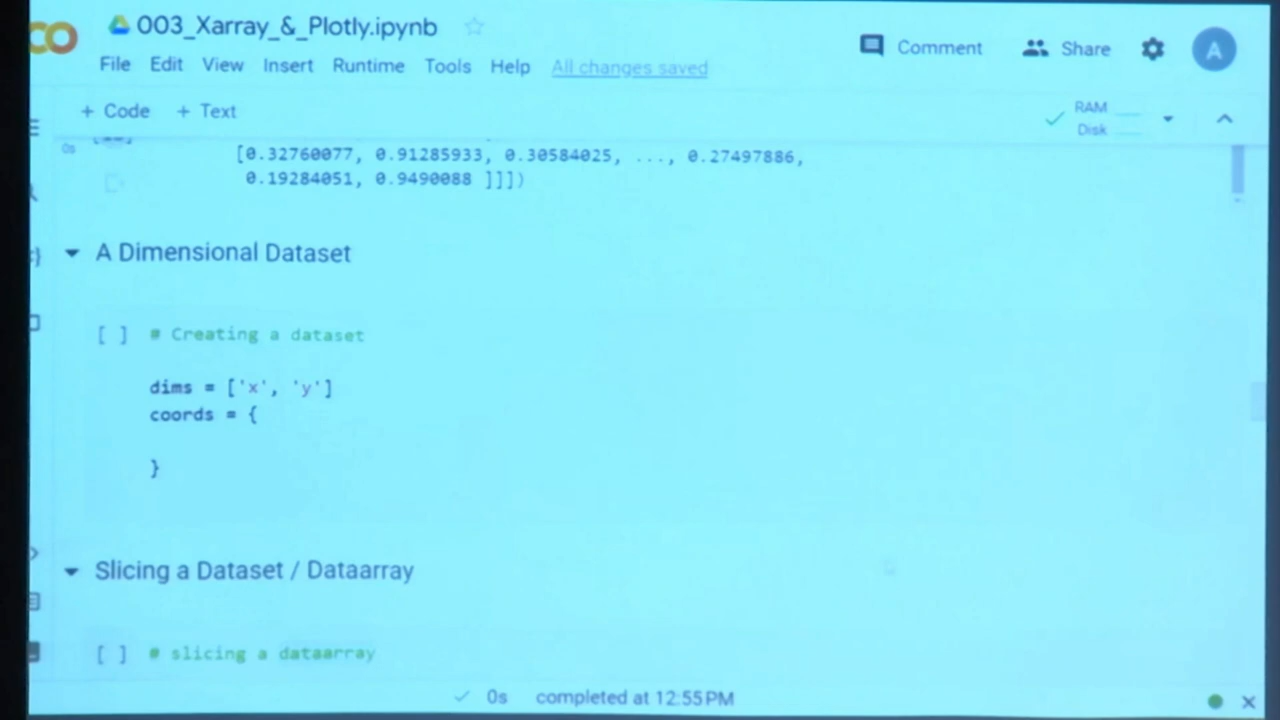 003_Xarray_&_Plotly.ipynb
Comment
Share
A
File Edit View Insert Runtime Tools Help All changes saved
+ Code + Text
RAM
Disk
0s
[0.32760077, 0.91285933, 0.30584025, ..., 0.27497886,
0.19284051, 0.9490088 ]]])
A Dimensional Dataset
[ ] # Creating a dataset
dims = ['x', 'y']
coords = {
}
Slicing a Dataset / Dataarray
[ ] # slicing a dataarray
0s completed at 12:55 PM